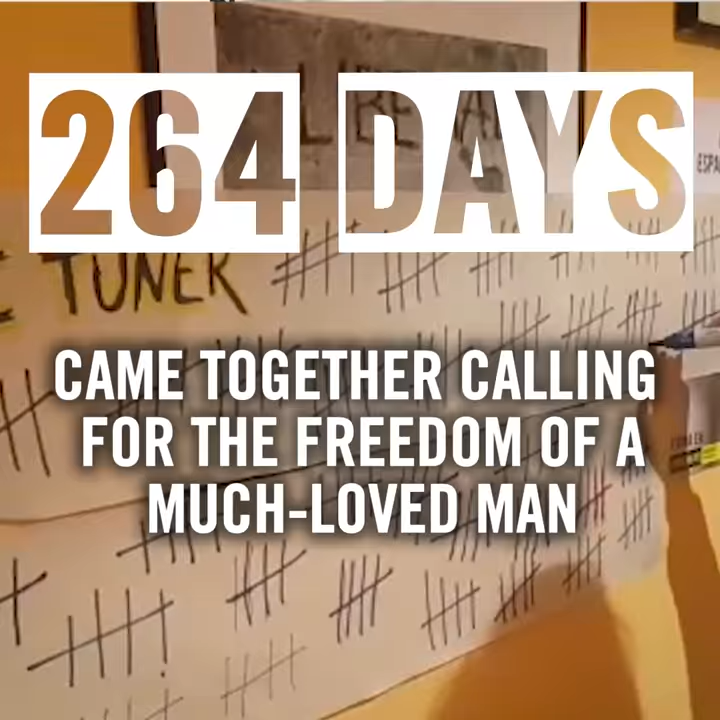 264 DAYS
E TUNER
CAME TOGETHER CALLING
FOR THE FREEDOM OF A
MUCH-LOVED MAN